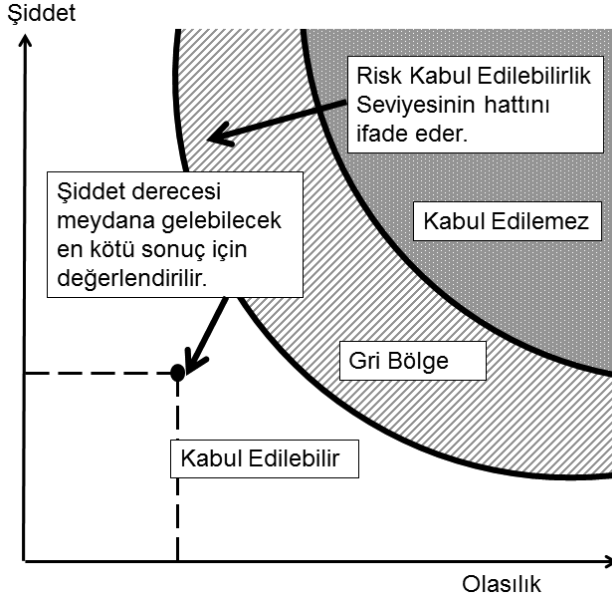 Şiddet
Risk Kabul Edilebilirlik
Seviyesinin hattını
ifade eder.
Şiddet derecesi
meydana gelebilecek
en kötü sonuç için
değerlendirilir.
Kabul Edilemez
Gri Bölge
Kabul Edilebilir
Olasılık